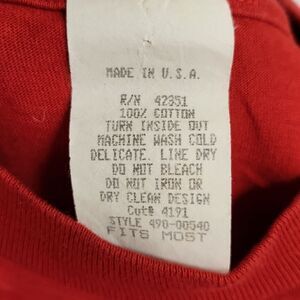 MADE IN U.S.A.
R/N 42351
100% COTTON
TURN INSIDE OUT
MACHINE WASH COLD
DELICATE. LINE DRY
DO NOT BLEACH
DO NOT IRON OR
DRY CLEAN DESIGN
Cut# 4191
STYLE 490-00540
FITS MOST